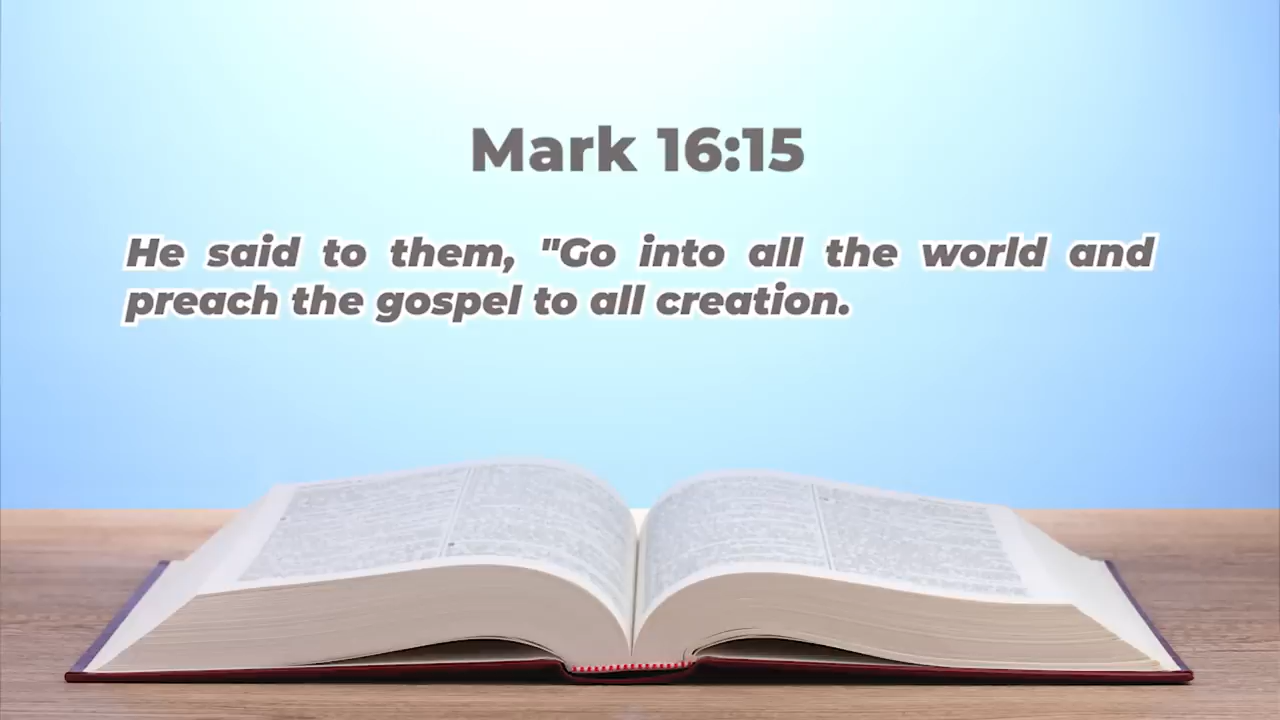 Mark 16:15
He said to them, "Go into all the world and
preach the gospel to all creation.